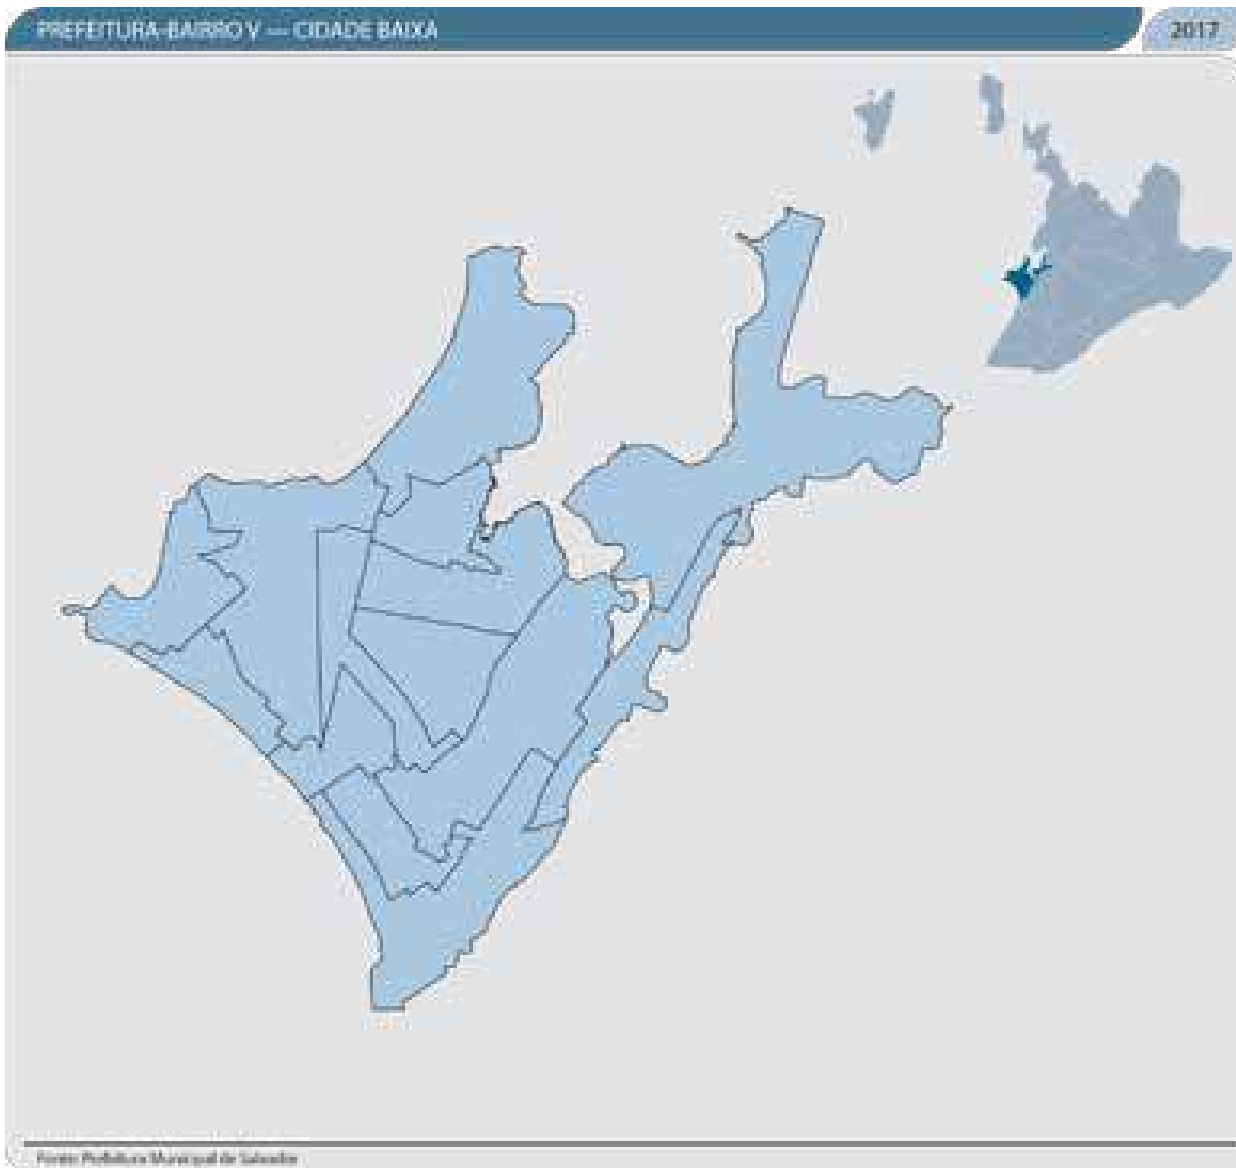 PREFEITURA-BAIRRO V — CIDADE BAIXA
2017
Fonte: Prefeitura Municipal de Salvador